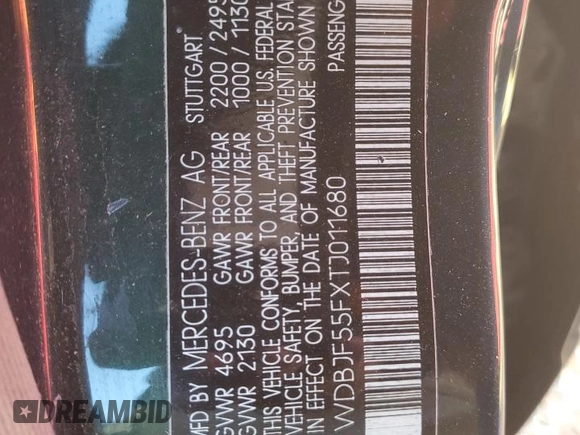 MFD BY MERCEDES-BENZ AG STUTTGART
GVWR 4695 GAWR FRONT/REAR 2200 / 2495
GVWR 2130 GAWR FRONT/REAR 1000 / 1130
THIS VEHICLE CONFORMS TO ALL APPLICABLE U.S. FEDERAL
VEHICLE SAFETY, BUMPER, AND THEFT PREVENTION
IN EFFECT ON THE DATE OF MANUFACTURE SHOWN
WDBJF55FXTJ011680
DREAMBID